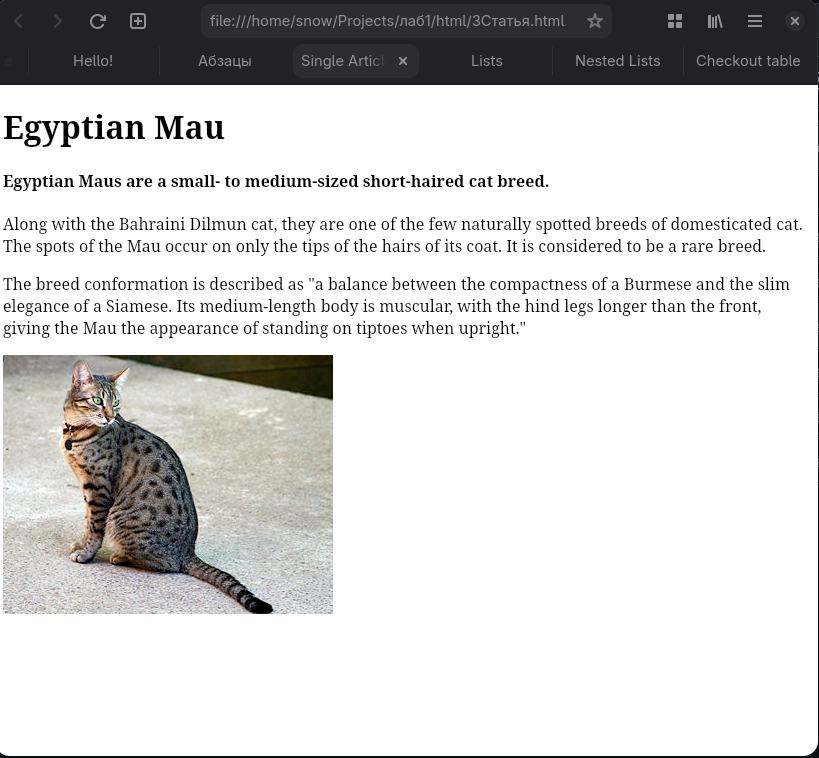 file:///home/snow/Projects/лаб1/html/3Статья.html
Hello!
Абзацы
Single Artic
Lists
Nested Lists
Checkout table
Egyptian Mau
Egyptian Maus are a small- to medium-sized short-haired cat breed.
Along with the Bahraini Dilmun cat, they are one of the few naturally spotted breeds of domesticated cat.
The spots of the Mau occur on only the tips of the hairs of its coat. It is considered to be a rare breed.
The breed conformation is described as "a balance between the compactness of a Burmese and the slim
elegance of a Siamese. Its medium-length body is muscular, with the hind legs longer than the front,
giving the Mau the appearance of standing on tiptoes when upright."